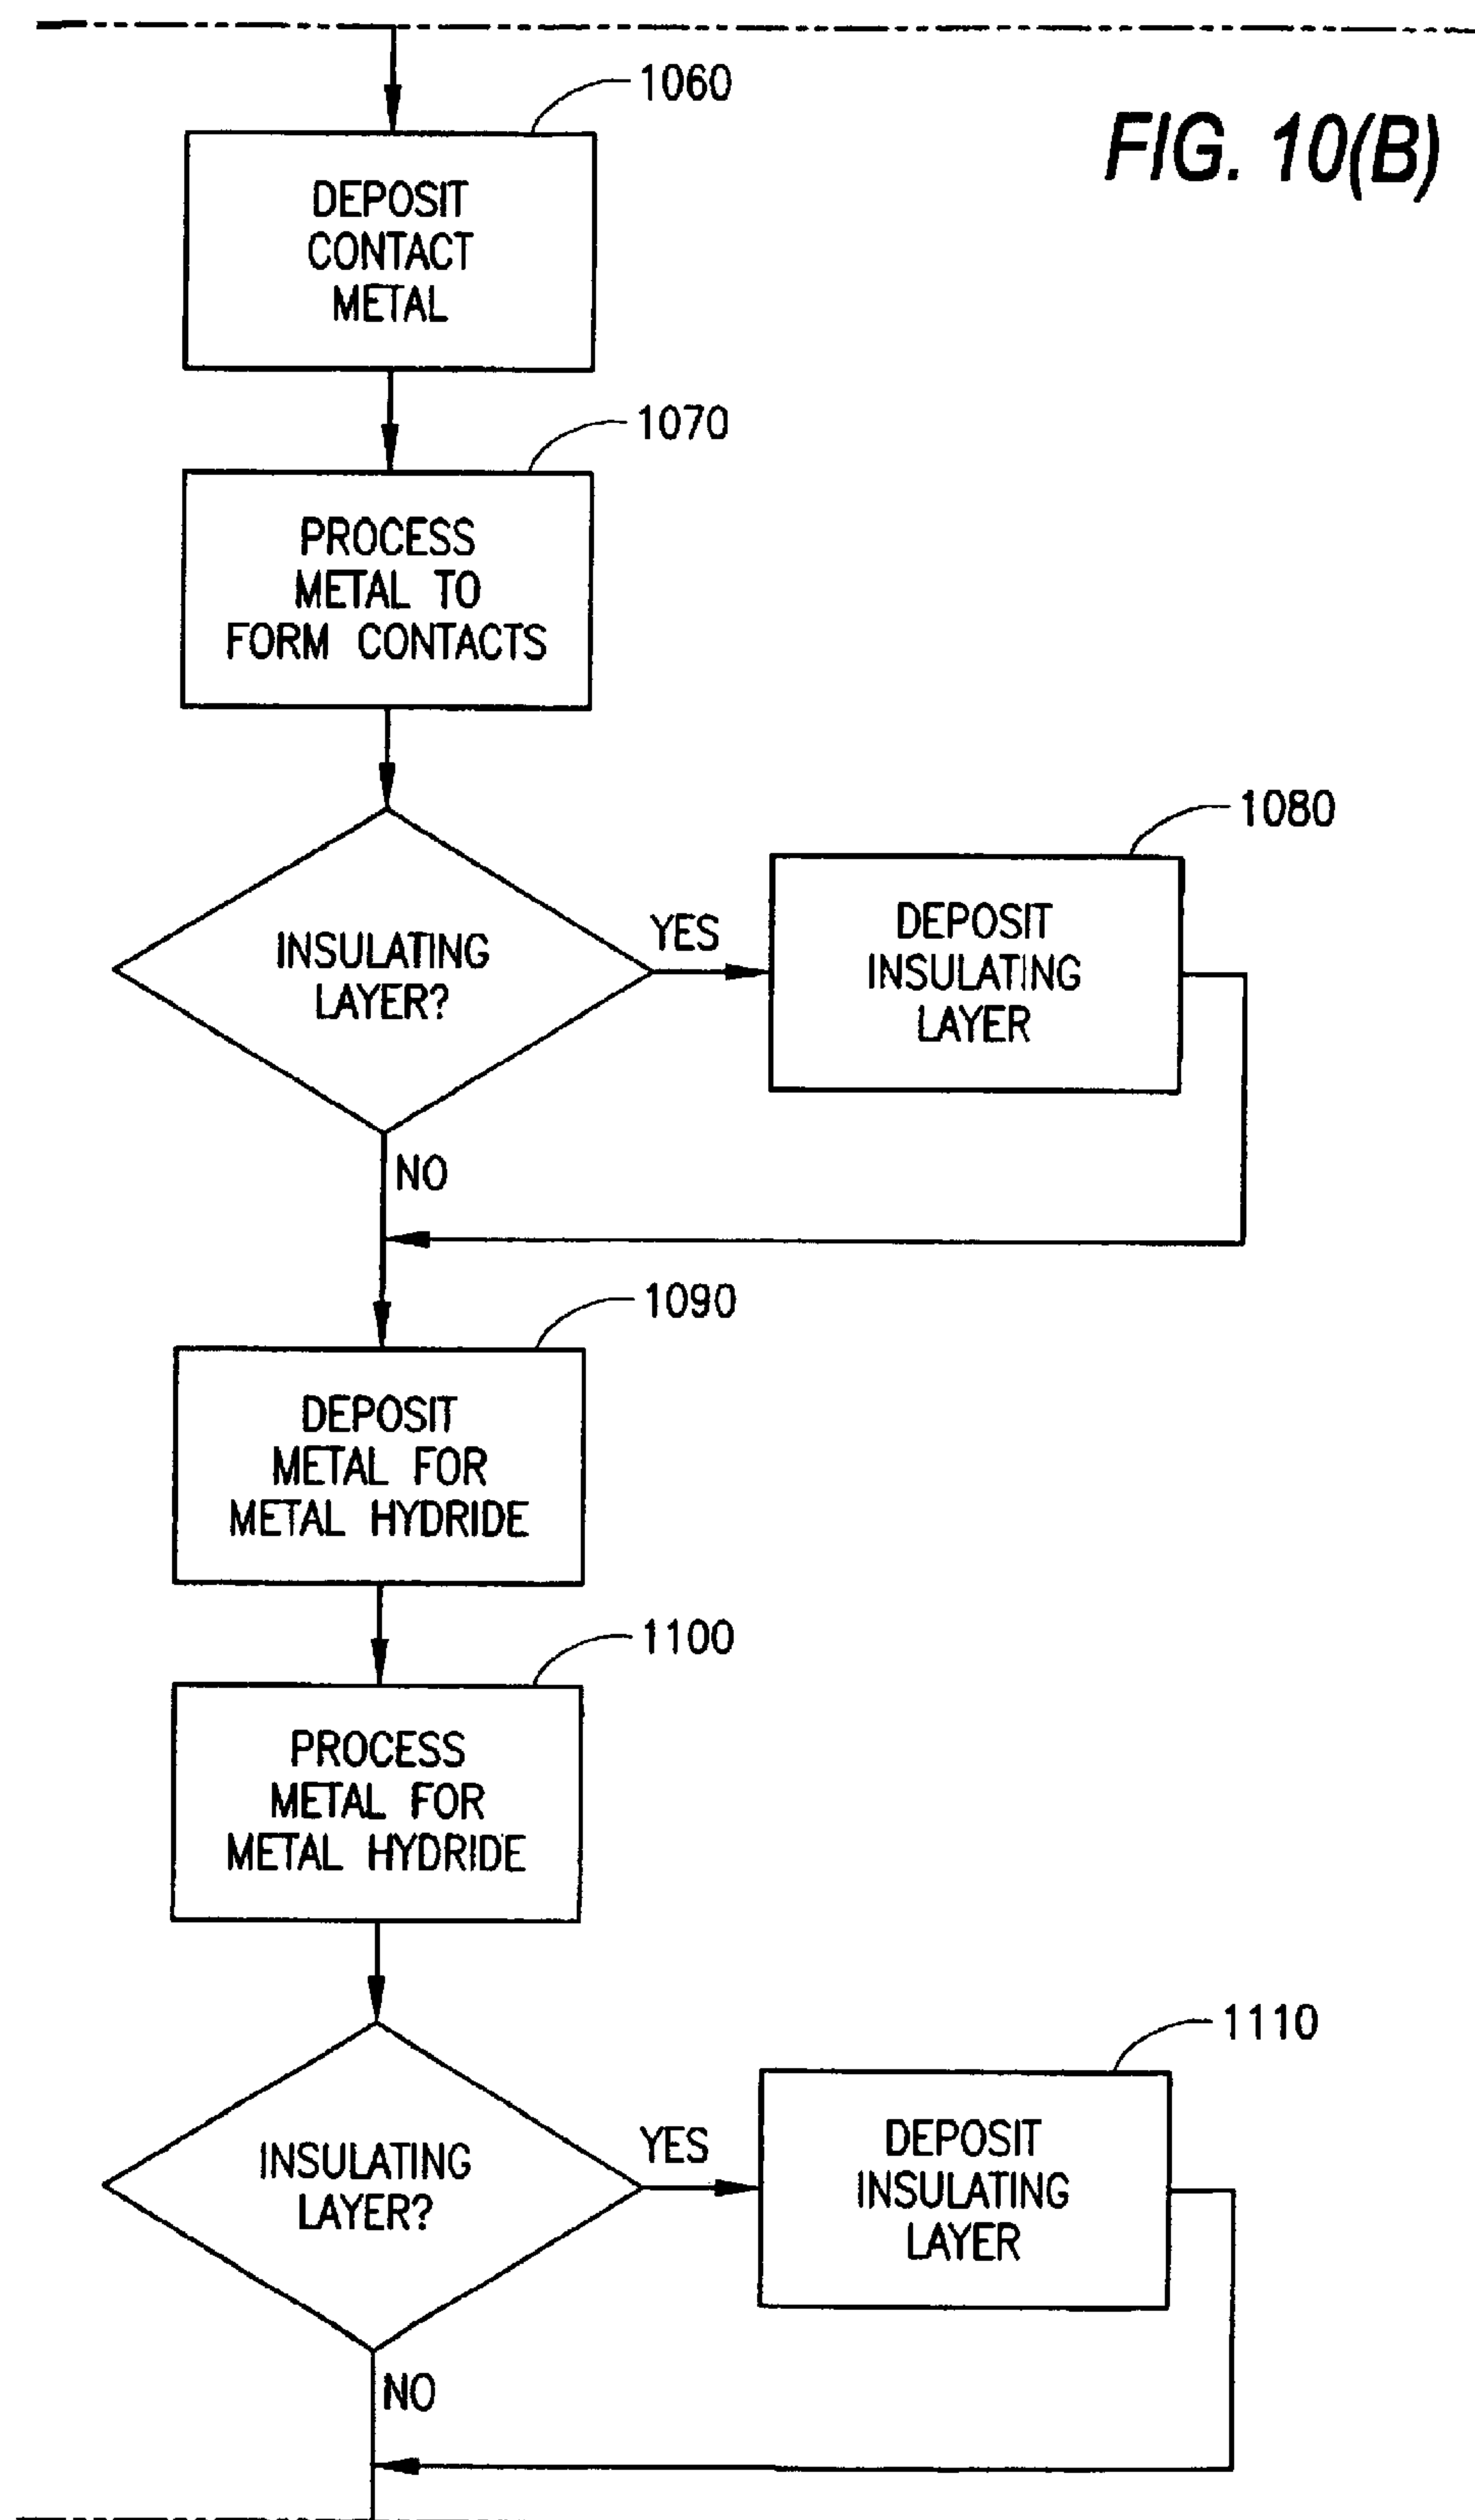 1060
FIG. 10(B)
DEPOSIT
CONTACT
METAL
1070
PROCESS
METAL TO
FORM CONTACTS
1080
INSULATING
LAYER?
YES
DEPOSIT
INSULATING
LAYER
NO
1090
DEPOSIT
METAL FOR
METAL HYDRIDE
1100
PROCESS
METAL FOR
METAL HYDRIDE
1110
INSULATING
LAYER?
YES
DEPOSIT
INSULATING
LAYER
NO